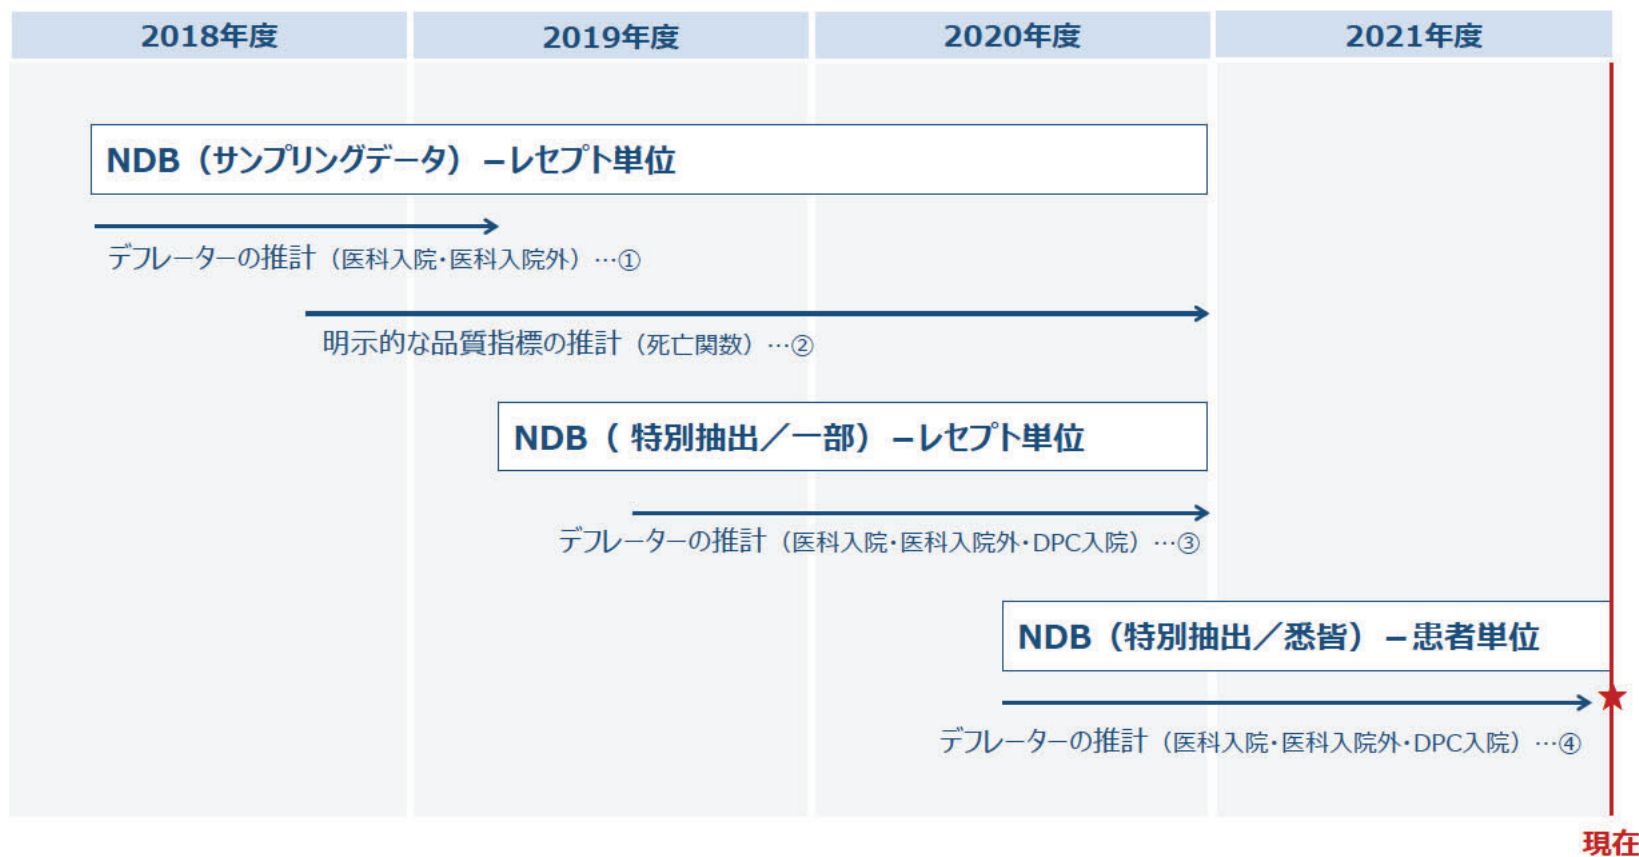 2018年度 2019年度 2020年度 2021年度
NDB（サンプリングデータ）－レセプト単位
デフレーターの推計（医科入院・医科入院外）…①
明示的な品質指標の推計（死亡関数）…②
NDB（ 特別抽出／一部）－レセプト単位
デフレーターの推計（医科入院・医科入院外・DPC入院）…③
NDB（特別抽出／悉皆）－患者単位
デフレーターの推計（医科入院・医科入院外・DPC入院）…④
現在